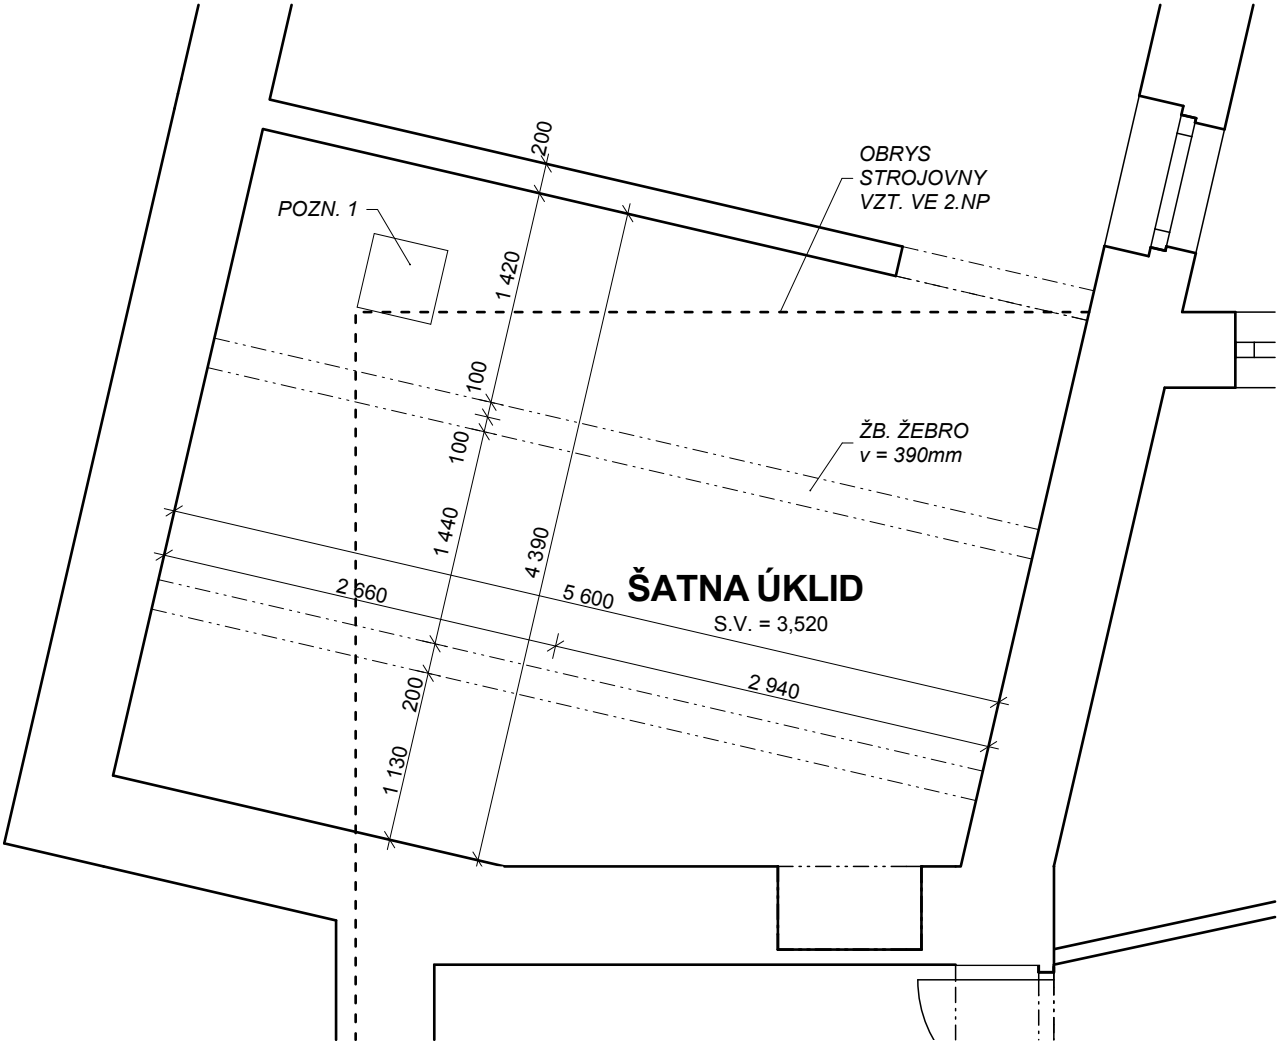 200
OBRYS
STROJOVNY
VZT. VE 2.NP
POZN. 1
1 420
100
100
ŽB. ŽEBRO
v = 390mm
1 440
4 390
2 660
5 600
ŠATNA ÚKLID
S.V. = 3,520
2 940
200
1 130